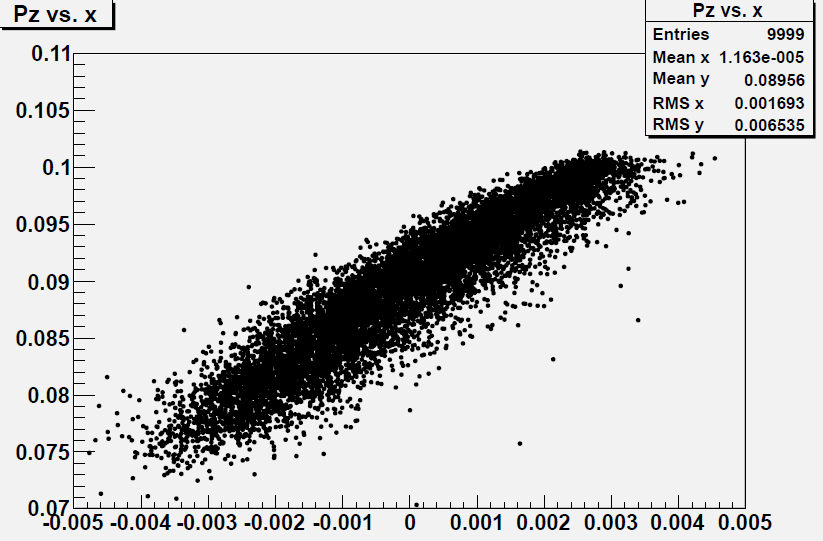 Pz vs. x
Pz vs. x
Entries 9999
Mean x 1.163e-005
Mean y 0.08956
RMS x 0.001693
RMS y 0.006535
0.11
0.105
0.1
0.095
0.09
0.085
0.08
0.075
0.07
-0.005 -0.004 -0.003 -0.002 -0.001 0 0.001 0.002 0.003 0.004 0.005